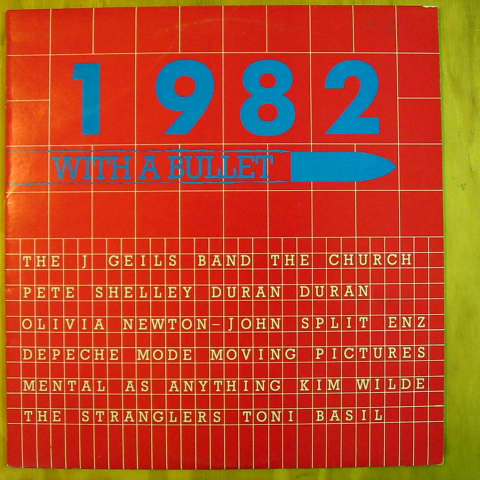 1982
WITH A BULLET
THE J GEILS BAND THE CHURCH
PETE SHELLEY DURAN DURAN
OLIVIA NEWTON-JOHN SPLIT ENZ
DEPECHE MODE MOVING PICTURES
MENTAL AS ANYTHING KIM WILDE
THE STRANGLERS TONI BASIL